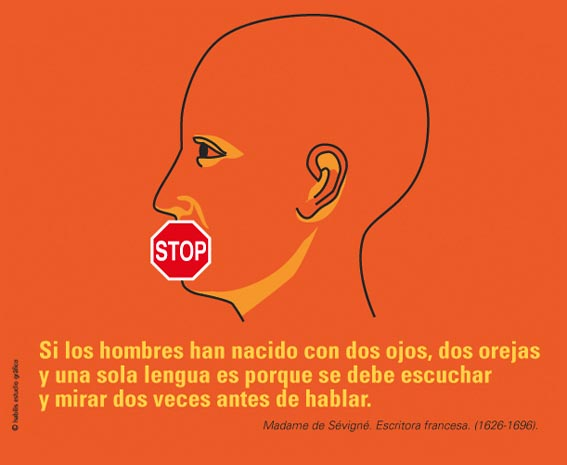 STOP
Si los hombres han nacido con dos ojos, dos orejas
y una sola lengua es porque se debe escuchar
y mirar dos veces antes de hablar.
Madame de Sévigné. Escritora francesa. (1626-1696).
© habilis estudio gráfico